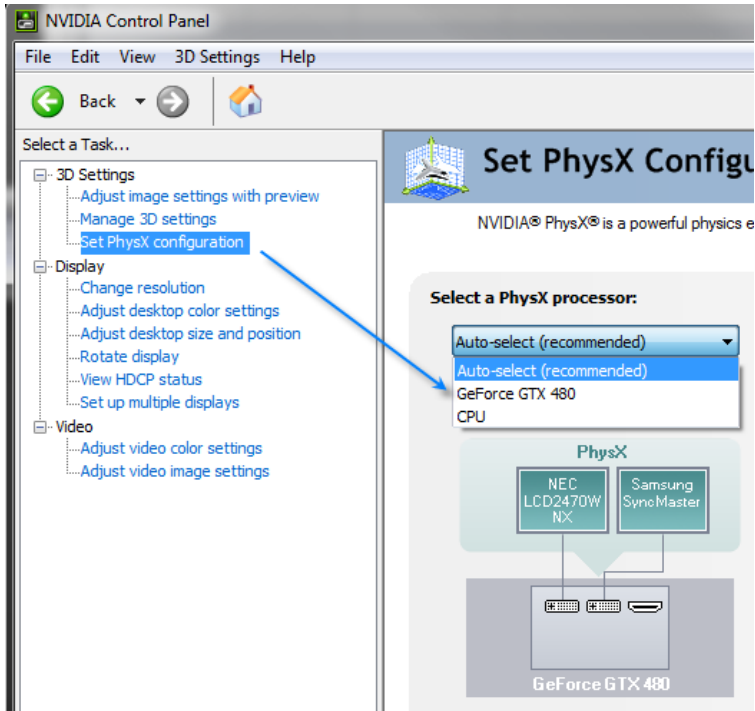 NVIDIA Control Panel
File Edit View 3D Settings Help
Back
Select a Task...
3D Settings
Adjust image settings with preview
Manage 3D settings
Set PhysX configuration
Display
Change resolution
Adjust desktop color settings
Adjust desktop size and position
Rotate display
View HDCP status
Set up multiple displays
Video
Adjust video color settings
Adjust video image settings
Set PhysX Configu
NVIDIA® PhysX® is a powerful physics e
Select a PhysX processor:
Auto-select (recommended)
Auto-select (recommended)
GeForce GTX 480
CPU
PhysX
NEC
LCD2470W
NX
Samsung
SyncMaster
GeForce GTX 480